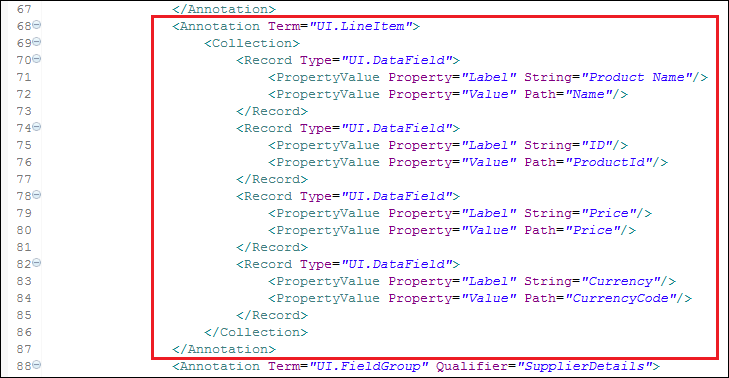 67 </Annotation>
68 <Annotation Term="UI.LineItem">
69 <Collection>
70 <Record Type="UI.DataField">
71 <PropertyValue Property="Label" String="Product Name"/>
72 <PropertyValue Property="Value" Path="Name"/>
73 </Record>
74 <Record Type="UI.DataField">
75 <PropertyValue Property="Label" String="ID"/>
76 <PropertyValue Property="Value" Path="ProductId"/>
77 </Record>
78 <Record Type="UI.DataField">
79 <PropertyValue Property="Label" String="Price"/>
80 <PropertyValue Property="Value" Path="Price"/>
81 </Record>
82 <Record Type="UI.DataField">
83 <PropertyValue Property="Label" String="Currency"/>
84 <PropertyValue Property="Value" Path="CurrencyCode"/>
85 </Record>
86 </Collection>
87 </Annotation>
88 <Annotation Term="UI.FieldGroup" Qualifier="SupplierDetails">